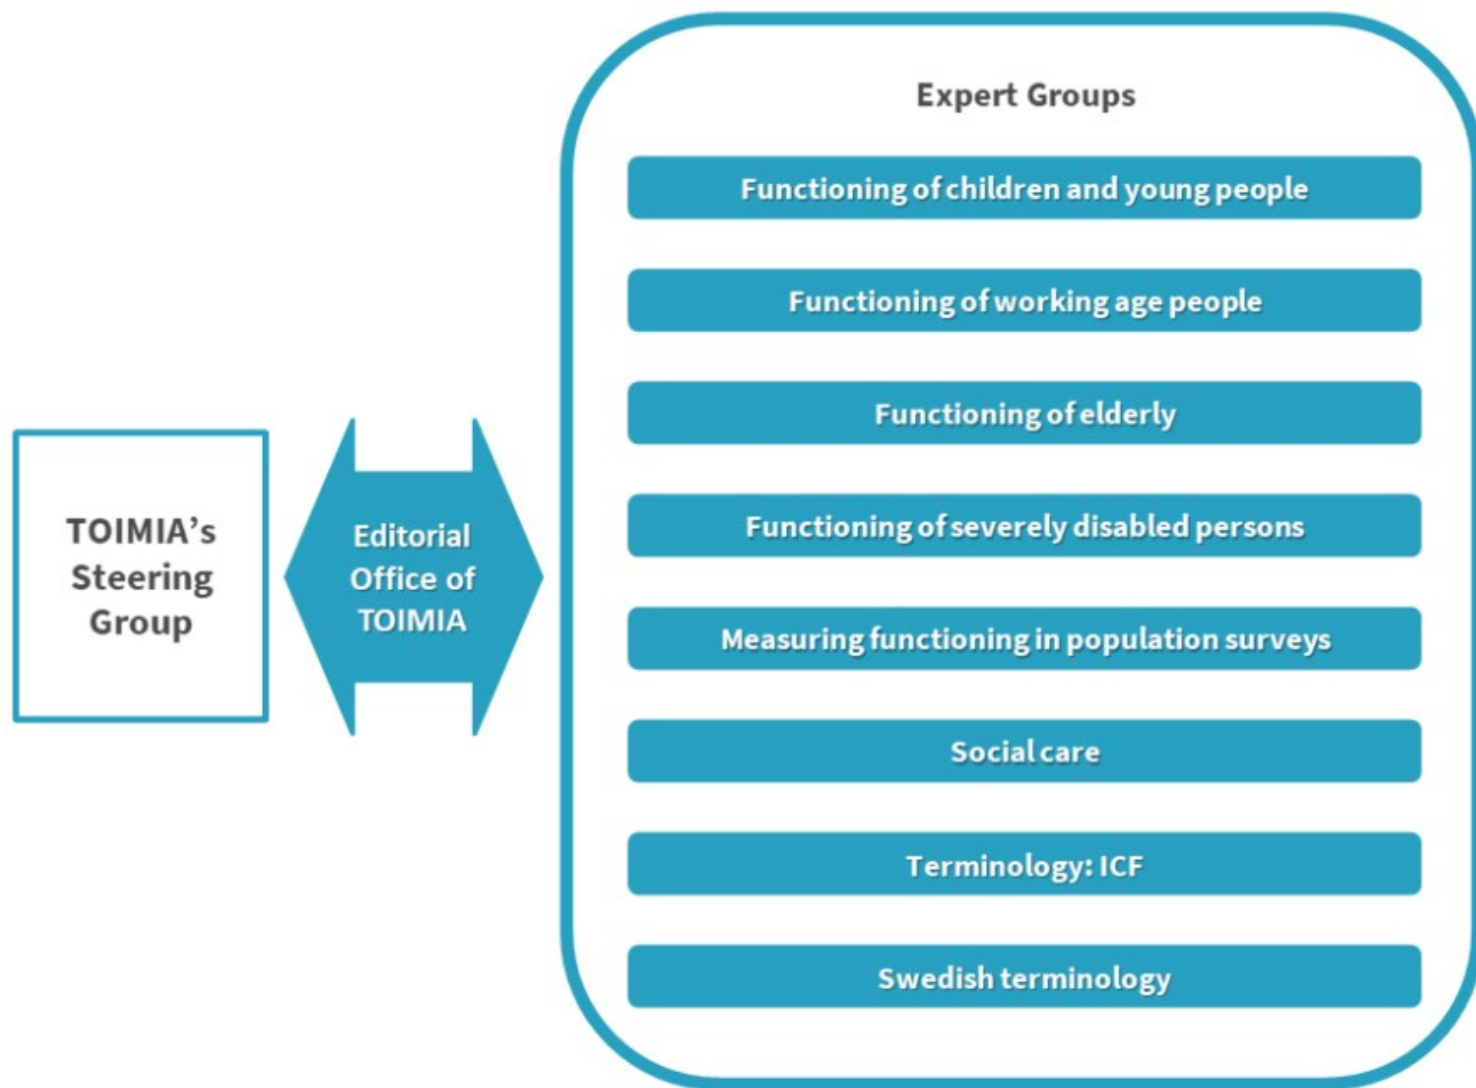 TOIMIA’s
Steering
Group
Editorial
Office of
TOIMIA
Expert Groups
Functioning of children and young people
Functioning of working age people
Functioning of elderly
Functioning of severely disabled persons
Measuring functioning in population surveys
Social care
Terminology: ICF
Swedish terminology